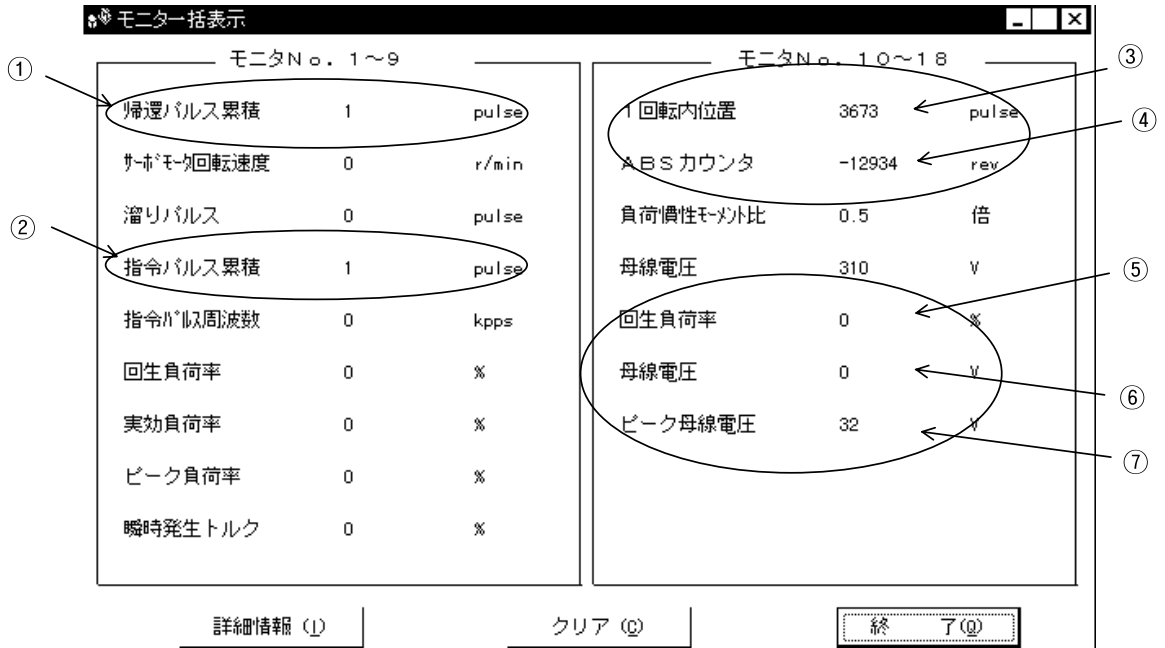 モニター括表示
モニタNo. 1~9
① 帰還パルス累積 1 pulse
サーボモータ回転速度 0 r/min
溜りパルス 0 pulse
② 指令パルス累積 1 pulse
指令パルス周波数 0 kpps
回生負荷率 0 %
実効負荷率 0 %
ピーク負荷率 0 %
瞬時発生トルク 0 %
モニタNo. 10~18
1回転内位置 3673 pulse ③
ABSカウンタ -12934 rev ④
負荷慣性モーメント比 0.5 倍
母線電圧 310 V
回生負荷率 0 % ⑤
母線電圧 0 V ⑥
ピーク母線電圧 32 V ⑦
詳細情報 (I)
クリア (C)
終 了(Q)